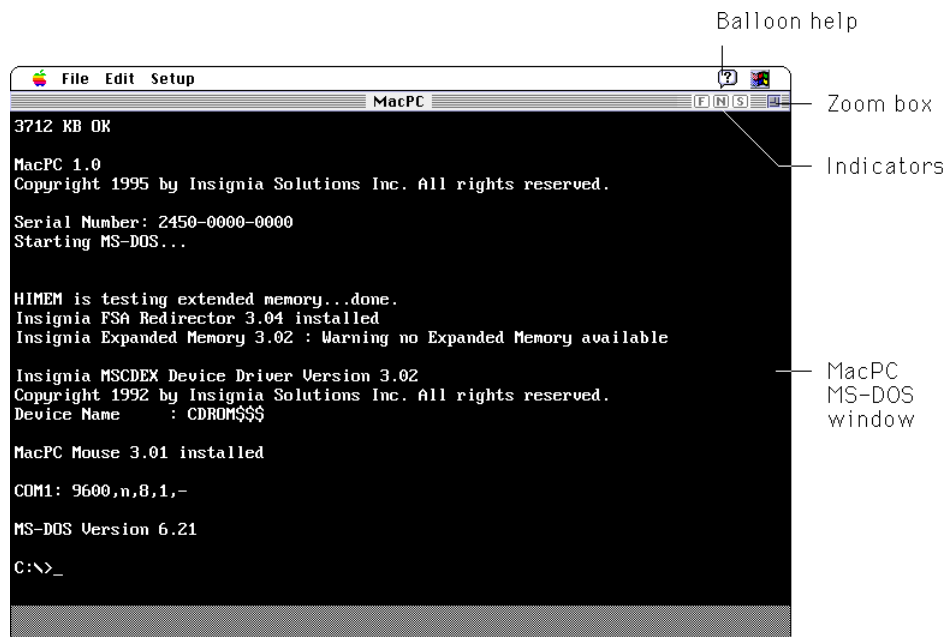 Balloon help
File Edit Setup
MacPC
F N S
Zoom box
Indicators
3712 KB OK
MacPC 1.0
Copyright 1995 by Insignia Solutions Inc. All rights reserved.
Serial Number: 2450-0000-0000
Starting MS-DOS...
HIMEM is testing extended memory...done.
Insignia FSA Redirector 3.04 installed
Insignia Expanded Memory 3.02 : Warning no Expanded Memory available
Insignia MSCDEX Device Driver Version 3.02
Copyright 1992 by Insignia Solutions Inc. All rights reserved.
Device Name     : CDROM$$$
MacPC Mouse 3.01 installed
COM1: 9600,n,8,1,-
MS-DOS Version 6.21
C:\>_
MacPC
MS-DOS
window